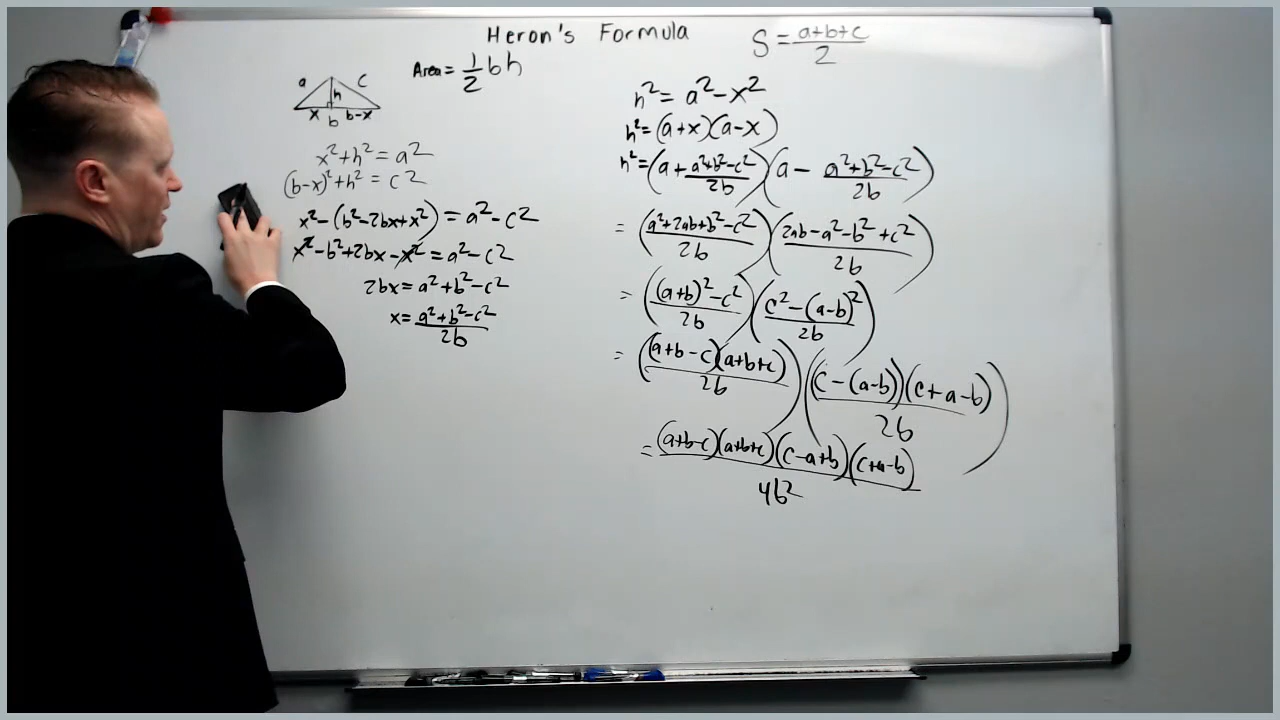 Heron's Formula
S = (a+b+c)/2
Area = 1/2 bh
a c
h
x b b-x
x² + h² = a²
(b-x)² + h² = c²
x² - (b² - 2bx + x²) = a² - c²
x² - b² + 2bx - x² = a² - c²
2bx = a² + b² - c²
x = (a² + b² - c²)/2b
h² = a² - x²
h² = (a+x)(a-x)
h² = (a + (a²+b²-c²)/2b)(a - (a²+b²-c²)/2b)
= ((a²+2ab+b²-c²)/2b)((2ab-a²-b²+c²)/2b)
= (((a+b)²-c²)/2b)((c²-(a-b)²)/2b)
= ((a+b-c)(a+b+c)/2b)((c-(a-b))(c+a-b)/2b)
= (a+b-c)(a+b+c)(c-a+b)(c+a-b)/4b²